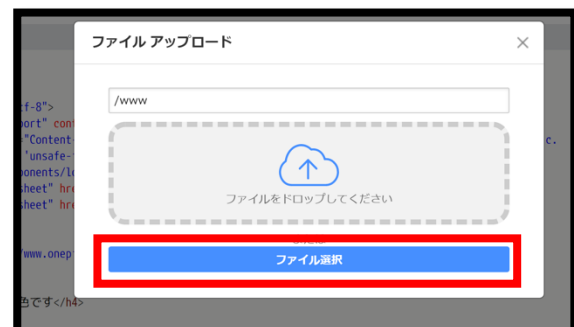 ファイル アップロード
/www
tf-8">
port" con
"Content-
c.
'unsafe-
ponents/lo
sheet" hre
sheet" hre
ファイルをドロップしてください
/www.onep
ファイル選択
色です</h4>